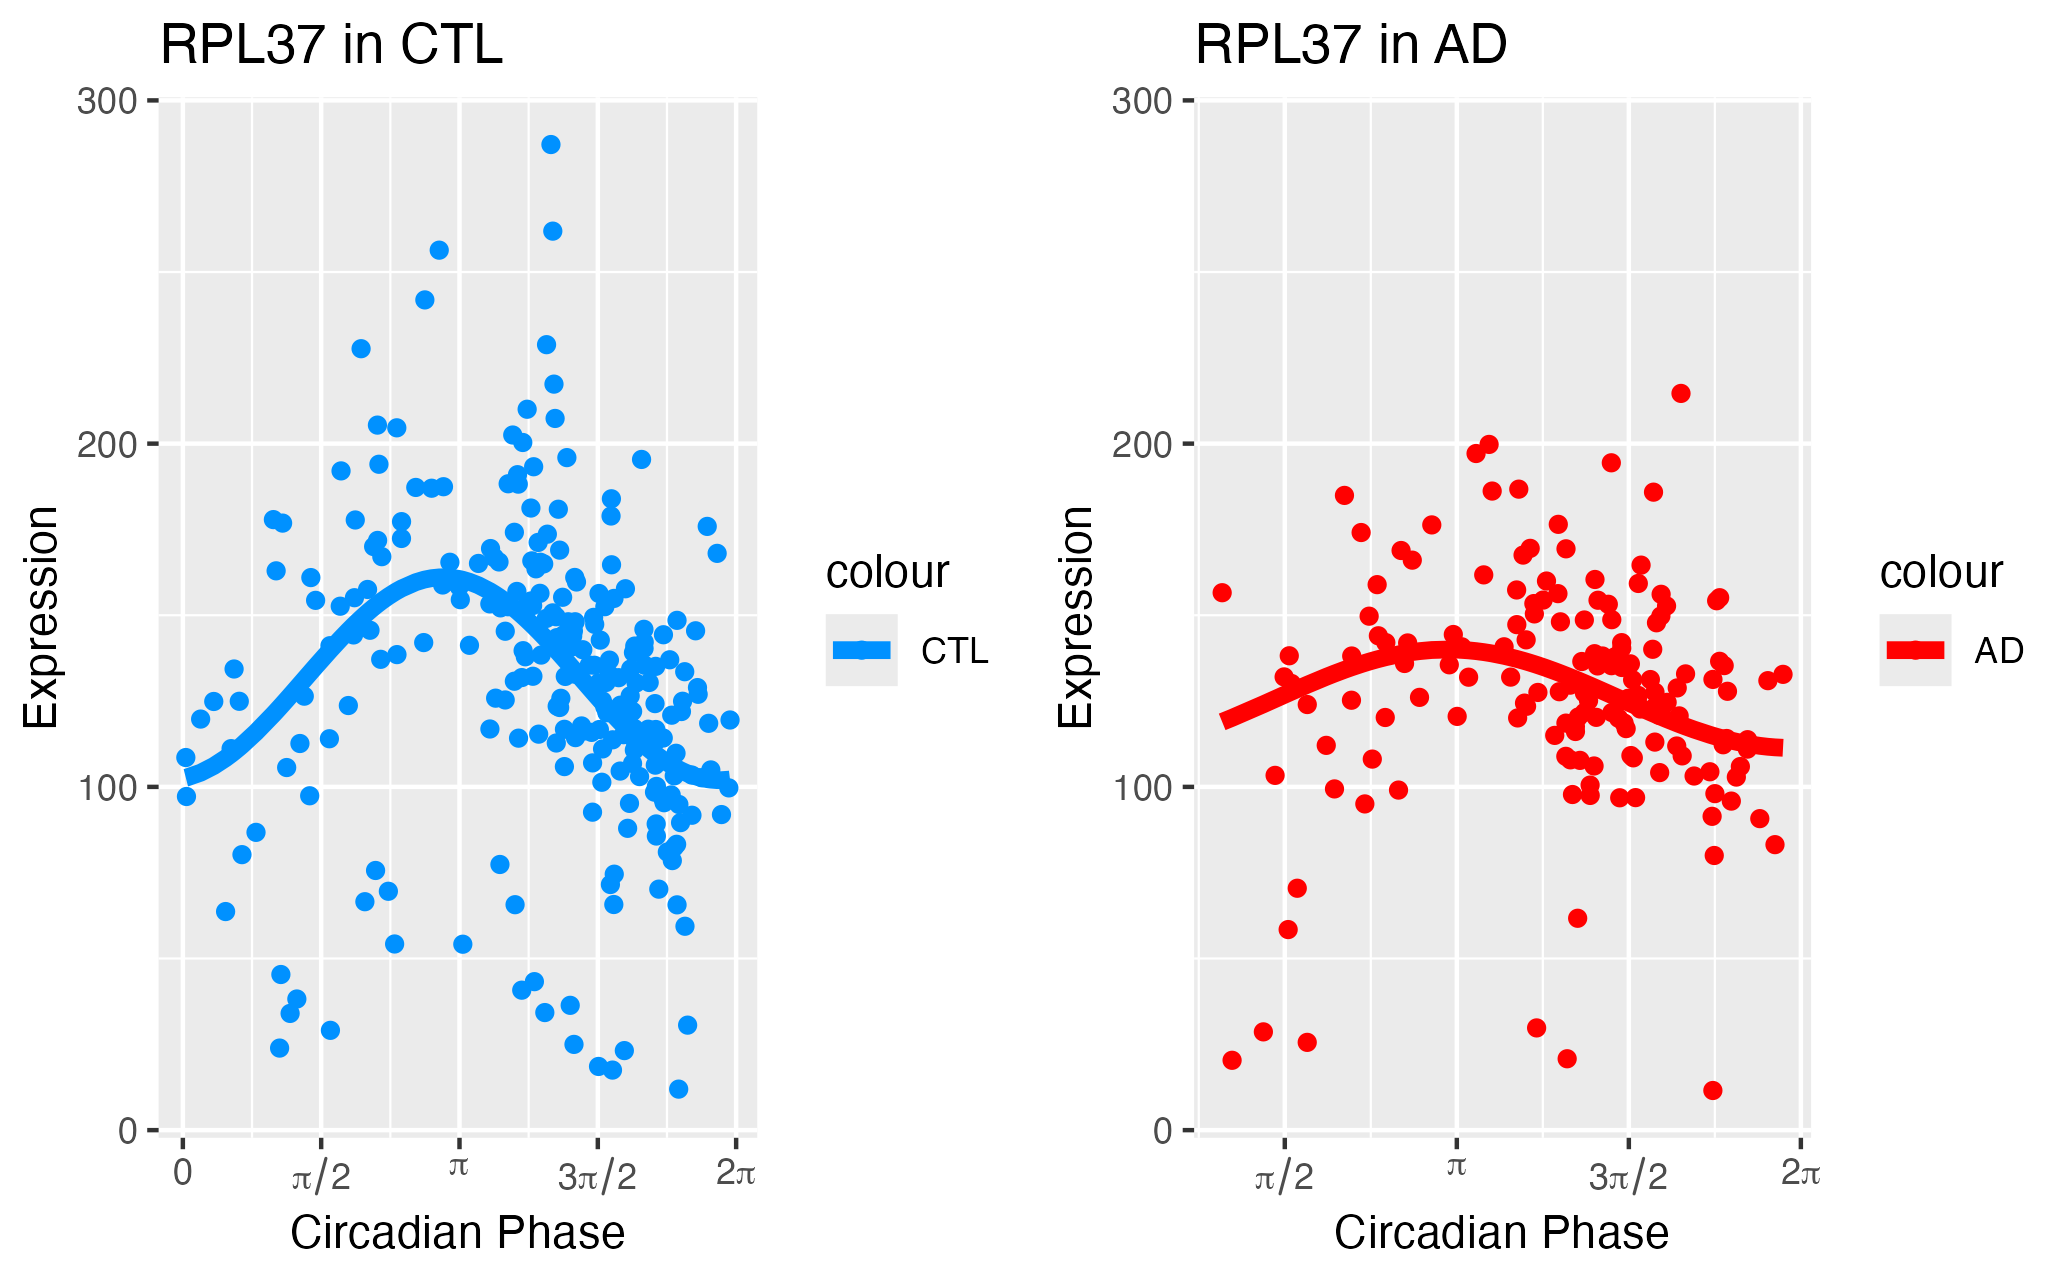 RPL37 in CTL
300
200
100
0
Expression
0 π/2 π 3π/2 2π
Circadian Phase
colour
CTL
RPL37 in AD
300
200
100
0
Expression
π/2 π 3π/2 2π
Circadian Phase
colour
AD